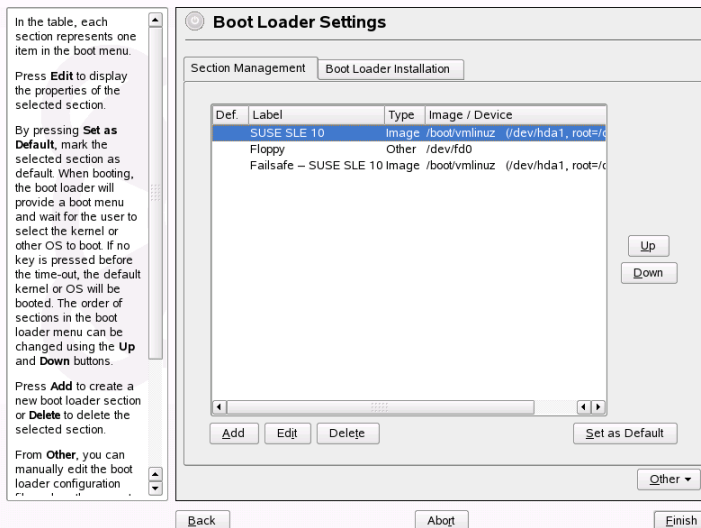 In the table, each
section represents one
item in the boot menu.
Press Edit to display
the properties of the
selected section.
By pressing Set as
Default, mark the
selected section as
default. When booting,
the boot loader will
provide a boot menu
and wait for the user to
select the kernel or
other OS to boot. If no
key is pressed before
the time-out, the default
kernel or OS will be
booted. The order of
sections in the boot
loader menu can be
changed using the Up
and Down buttons.
Press Add to create a
new boot loader section
or Delete to delete the
selected section.
From Other, you can
manually edit the boot
loader configuration
Boot Loader Settings
Section Management Boot Loader Installation
Def. Label Type Image / Device
SUSE SLE 10 Image /boot/vmlinuz (/dev/hda1, root=/
Floppy Other /dev/fd0
Failsafe – SUSE SLE 10 Image /boot/vmlinuz (/dev/hda1, root=/
Up
Down
Add Edit Delete Set as Default
Other
Back Abort Finish